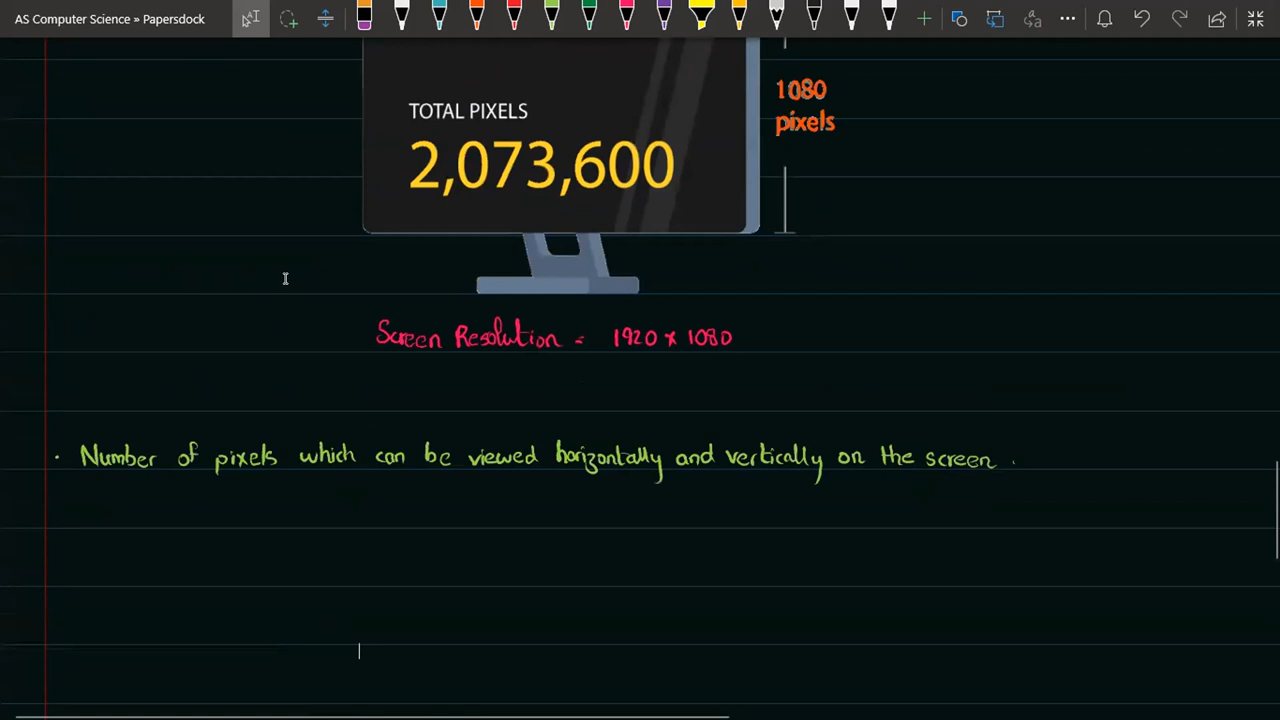 AS Computer Science » Papersdock
1080
pixels
TOTAL PIXELS
2,073,600
Screen Resolution = 1920 x 1080
· Number of pixels which can be viewed horizontally and vertically on the screen.